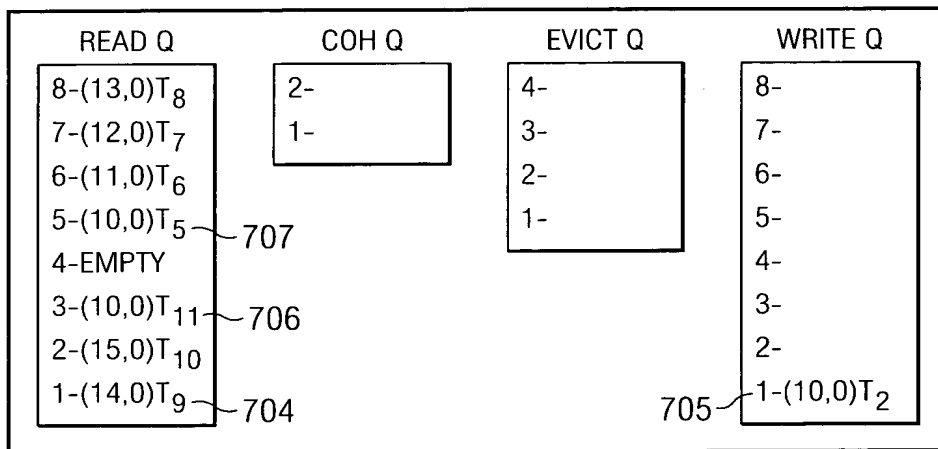 READ Q
8-(13,0)T8
7-(12,0)T7
6-(11,0)T6
5-(10,0)T5 707
4-EMPTY
3-(10,0)T11 706
2-(15,0)T10
1-(14,0)T9 704
COH Q
2-
1-
EVICT Q
4-
3-
2-
1-
WRITE Q
8-
7-
6-
5-
4-
3-
2-
705 1-(10,0)T2